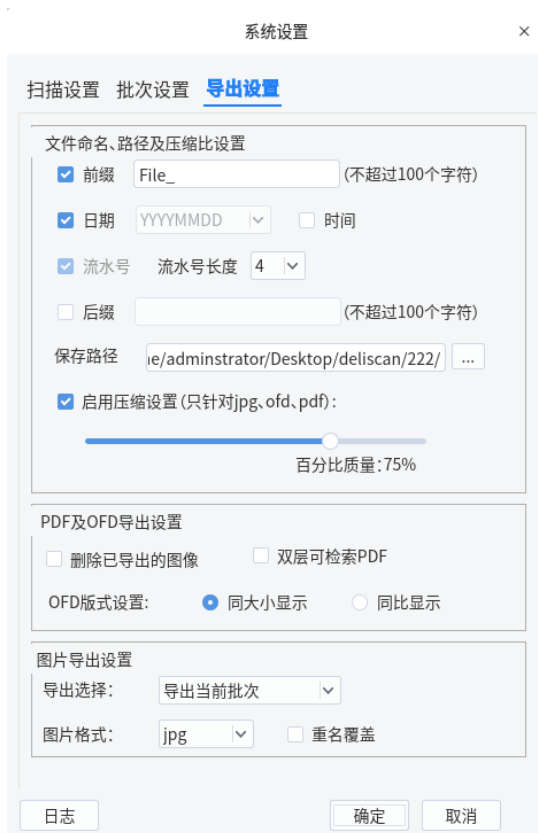 系统设置
扫描设置 批次设置 导出设置
文件命名、路径及压缩比设置
前缀 File_ (不超过100个字符)
日期 YYYYMMDD 时间
流水号 流水号长度 4
后缀 (不超过100个字符)
保存路径 ie/adminstrator/Desktop/deliscan/222/ ...
启用压缩设置(只针对jpg、ofd、pdf):
百分比质量:75%
PDF及OFD导出设置
删除已导出的图像 双层可检索PDF
OFD版式设置: 同大小显示 同比显示
图片导出设置
导出选择: 导出当前批次
图片格式: jpg 重名覆盖
日志 确定 取消